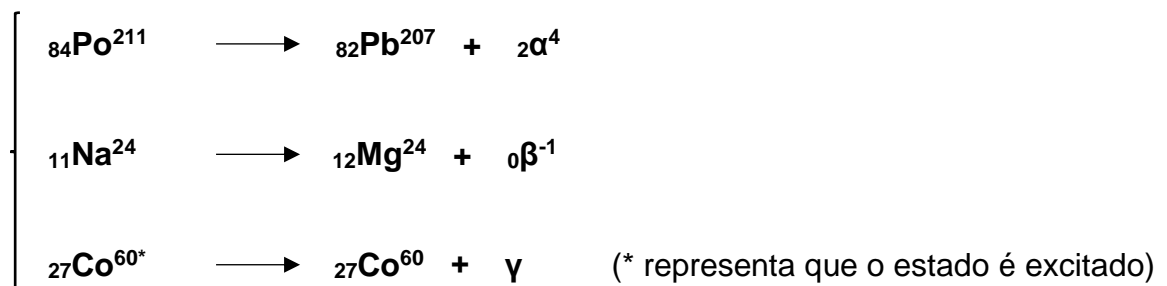 ₈₄Po²¹¹ ⟶ ₈₂Pb²⁰⁷ + ₂α⁴
₁₁Na²⁴ ⟶ ₁₂Mg²⁴ + ₀β⁻¹
₂₇Co⁶⁰* ⟶ ₂₇Co⁶⁰ + γ (* representa que o estado é excitado)